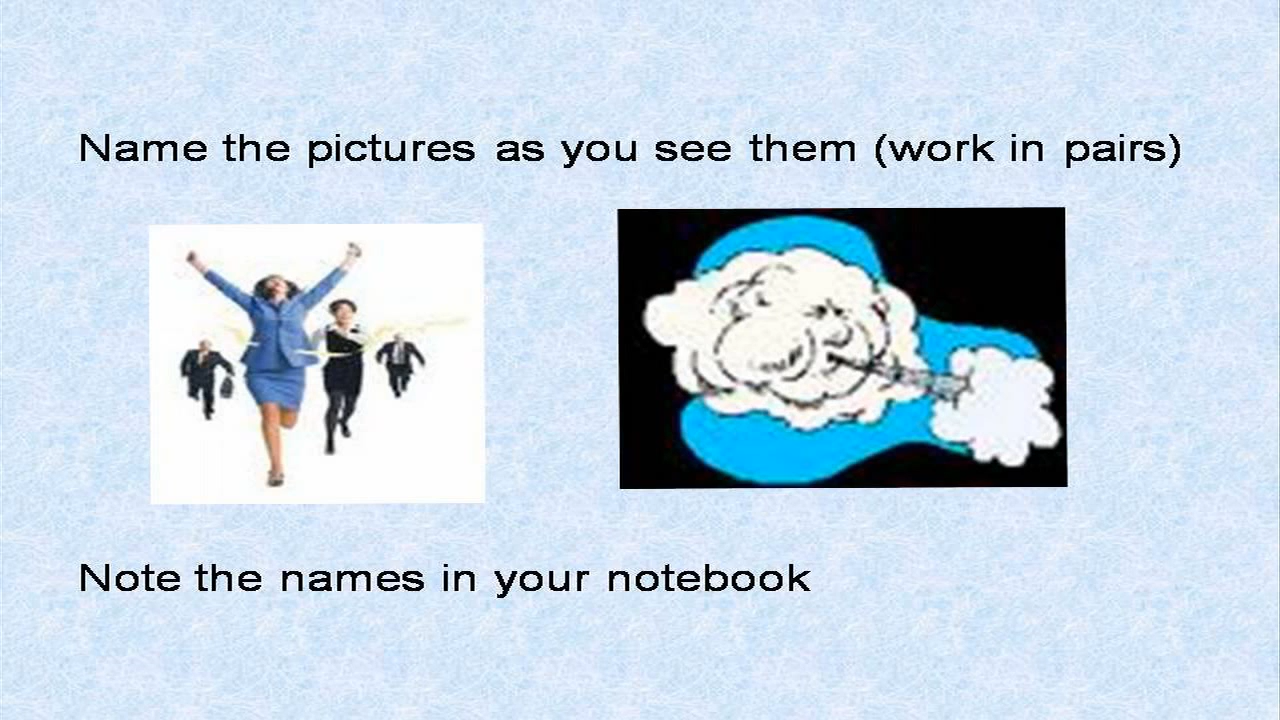 Name the pictures as you see them (work in pairs)
Note the names in your notebook